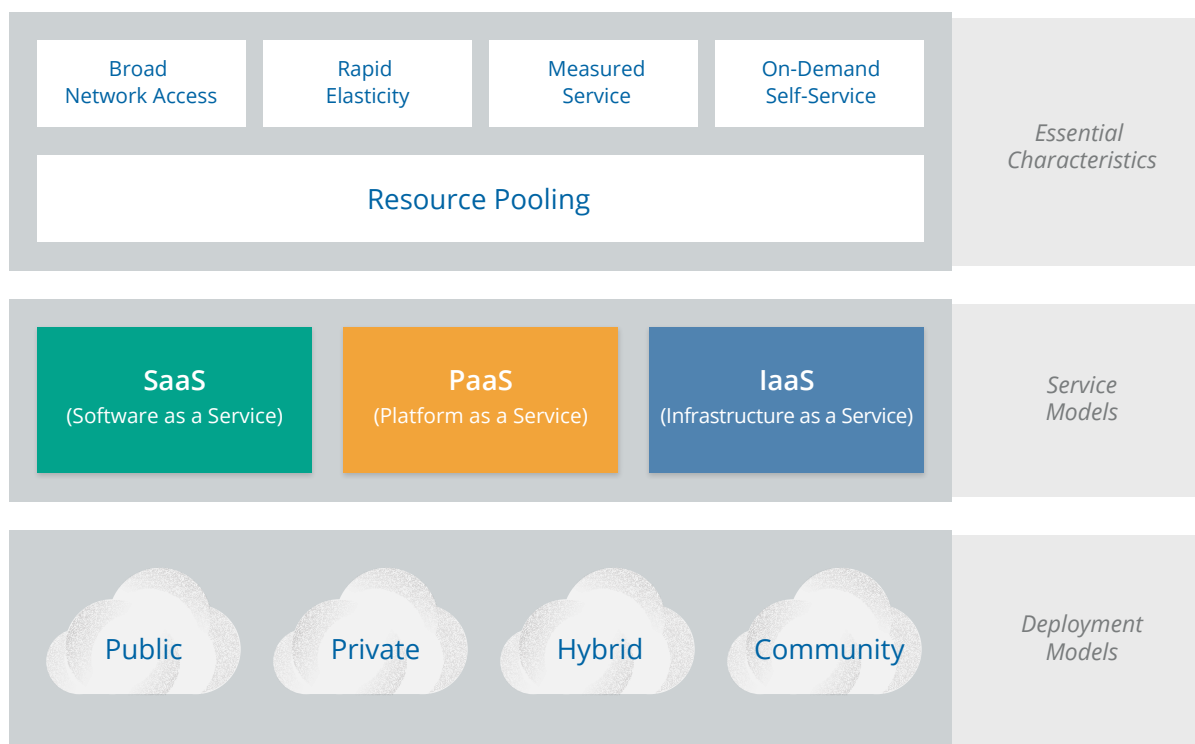 Broad
Network Access
Rapid
Elasticity
Measured
Service
On-Demand
Self-Service
Resource Pooling
Essential
Characteristics
SaaS
(Software as a Service)
PaaS
(Platform as a Service)
IaaS
(Infrastructure as a Service)
Service
Models
Public
Private
Hybrid
Community
Deployment
Models